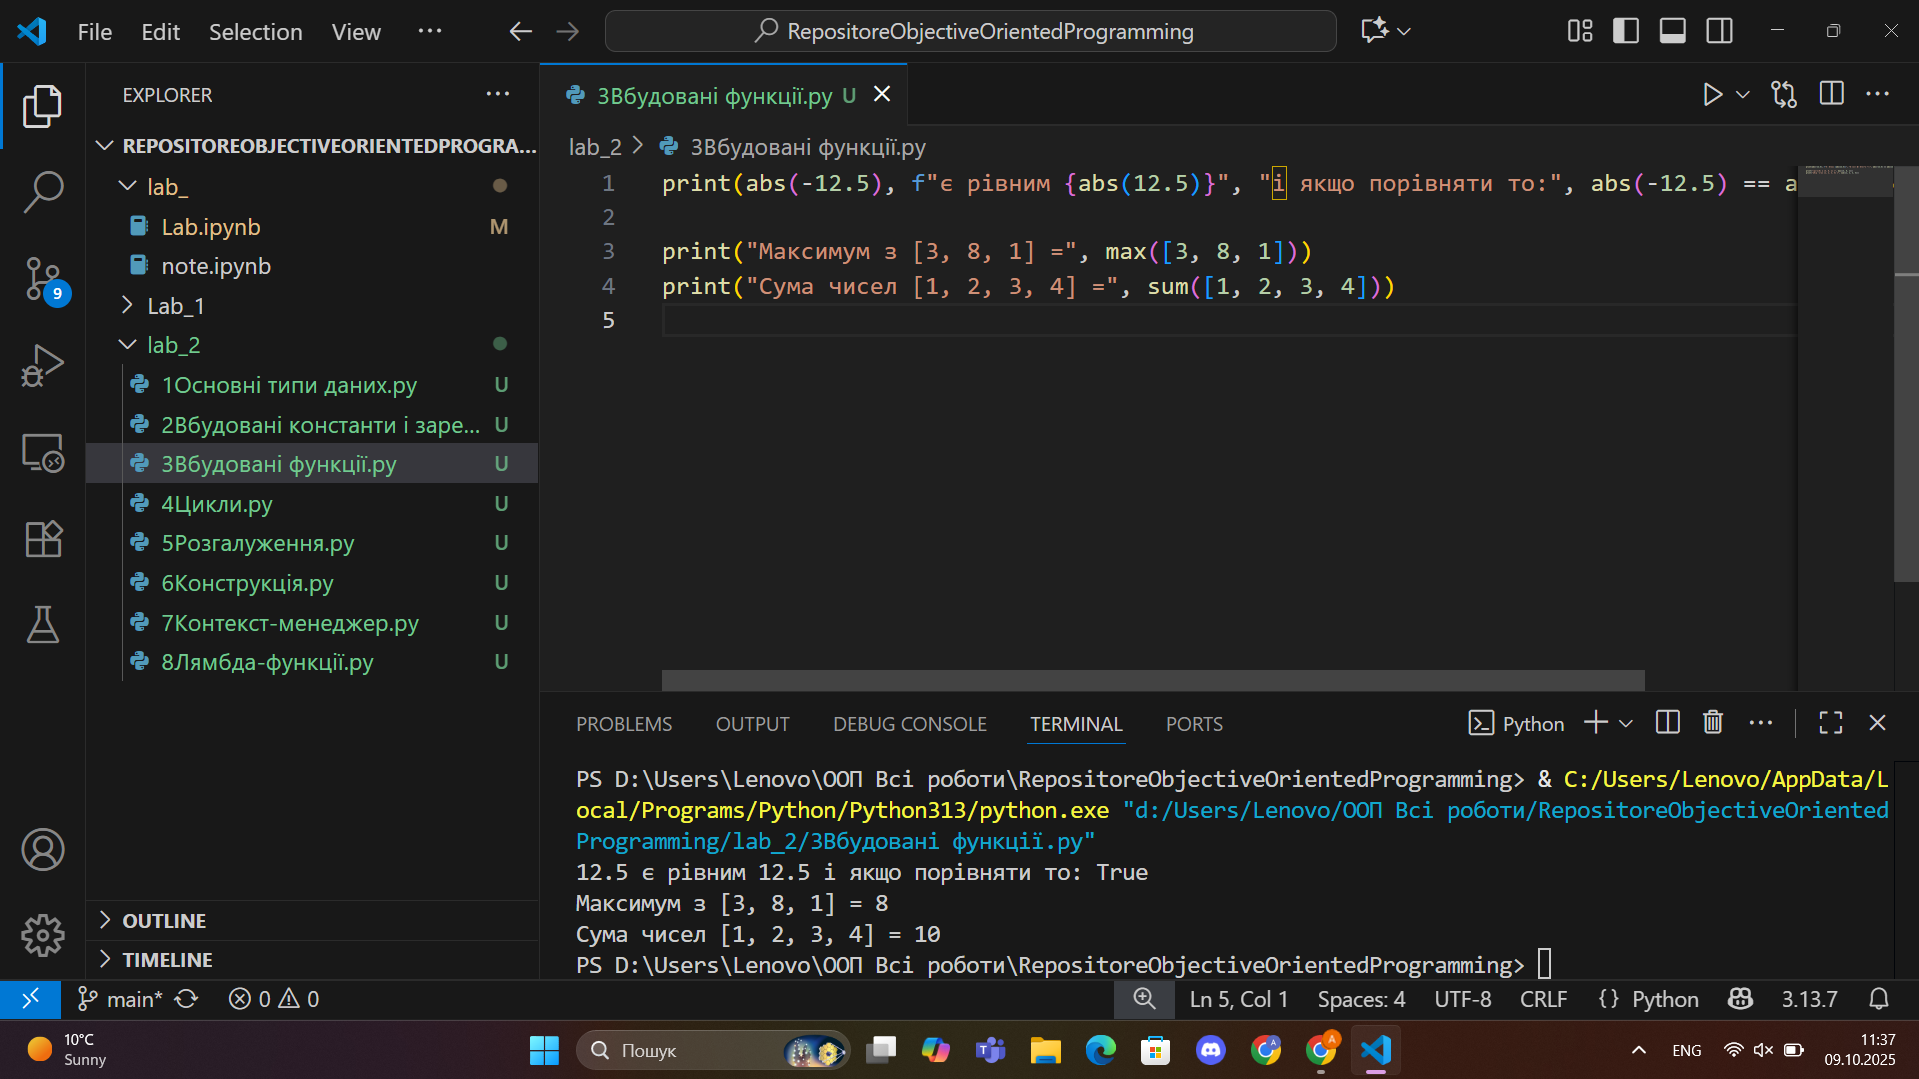 File Edit Selection View ···
RepositoreObjectiveOrientedProgramming
EXPLORER
REPOSITOREOBJECTIVEORIENTEDPROGRA...
lab_
Lab.ipynb M
note.ipynb
Lab_1
lab_2
1Основні типи даних.py U
2Вбудовані константи і заре... U
3Вбудовані функції.py U
4Цикли.py U
5Розгалуження.py U
6Конструкція.py U
7Контекст-менеджер.py U
8Лямбда-функції.py U
OUTLINE
TIMELINE
9
3Вбудовані функції.py U
lab_2 > 3Вбудовані функції.py
1 print(abs(-12.5), f"є рівним {abs(12.5)}", "і якщо порівняти то:", abs(-12.5) == a
2
3 print("Максимум з [3, 8, 1] =", max([3, 8, 1]))
4 print("Сума чисел [1, 2, 3, 4] =", sum([1, 2, 3, 4]))
5
PROBLEMS OUTPUT DEBUG CONSOLE TERMINAL PORTS
Python
PS D:\Users\Lenovo\ООП Всі роботи\RepositoreObjectiveOrientedProgramming> & C:/Users/Lenovo/AppData/L
ocal/Programs/Python/Python313/python.exe "d:/Users/Lenovo/ООП Всі роботи/RepositoreObjectiveOriented
Programming/lab_2/3Вбудовані функції.py"
12.5 є рівним 12.5 і якщо порівняти то: True
Максимум з [3, 8, 1] = 8
Сума чисел [1, 2, 3, 4] = 10
PS D:\Users\Lenovo\ООП Всі роботи\RepositoreObjectiveOrientedProgramming>
main* 0 0 Ln 5, Col 1 Spaces: 4 UTF-8 CRLF {} Python 3.13.7
10°C
Sunny
Пошук
A
A
ENG
11:37
09.10.2025